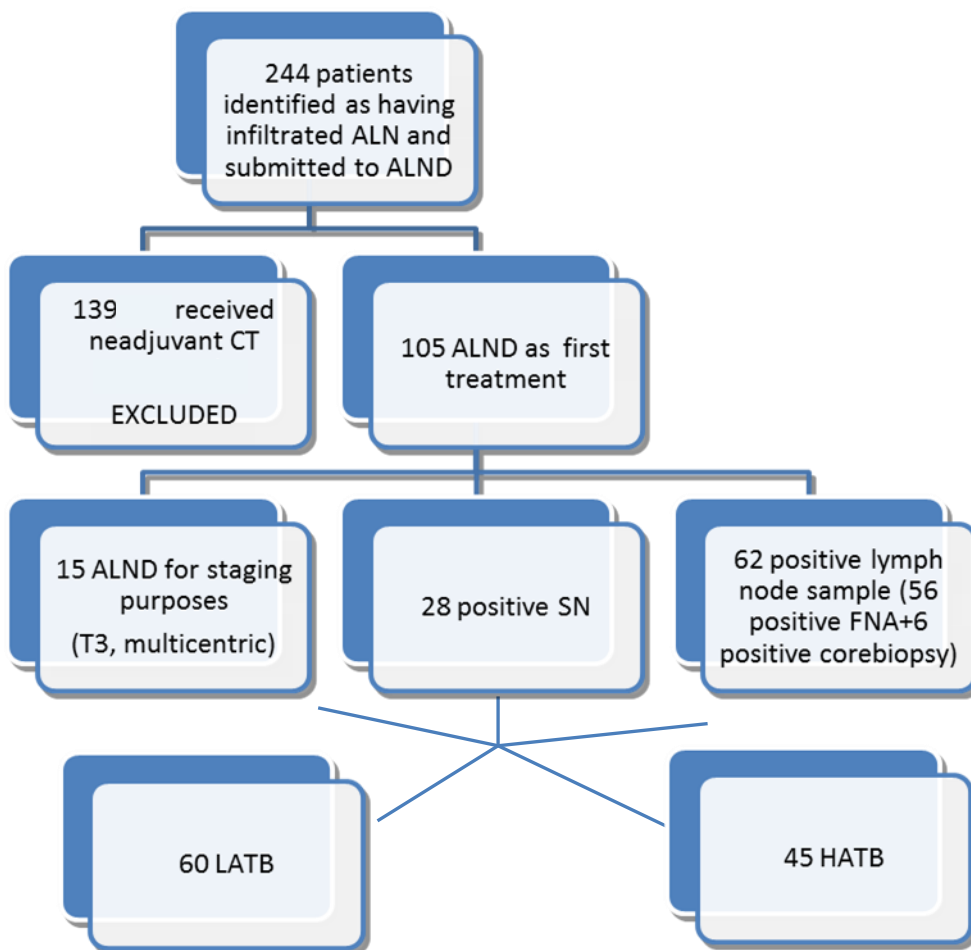 244 patients
identified as having
infiltrated ALN and
submitted to ALND
139 received
neadjuvant CT
EXCLUDED
105 ALND as first
treatment
15 ALND for staging
purposes
(T3, multicentric)
28 positive SN
62 positive lymph
node sample (56
positive FNA+6
positive corebiopsy)
60 LATB
45 HATB